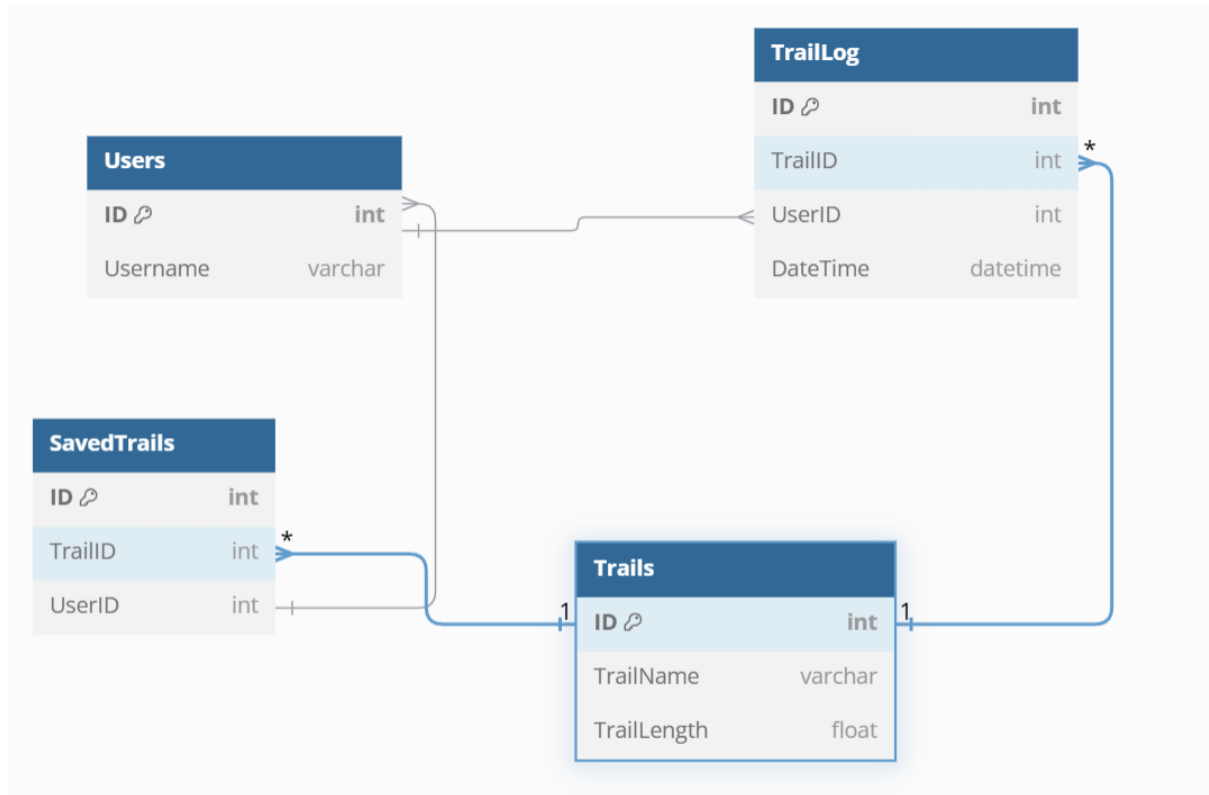 TrailLog
ID int
TrailID int *
UserID int
DateTime datetime
Users
ID int
Username varchar
SavedTrails
ID int
TrailID int *
UserID int
Trails
1 ID int 1
TrailName varchar
TrailLength float